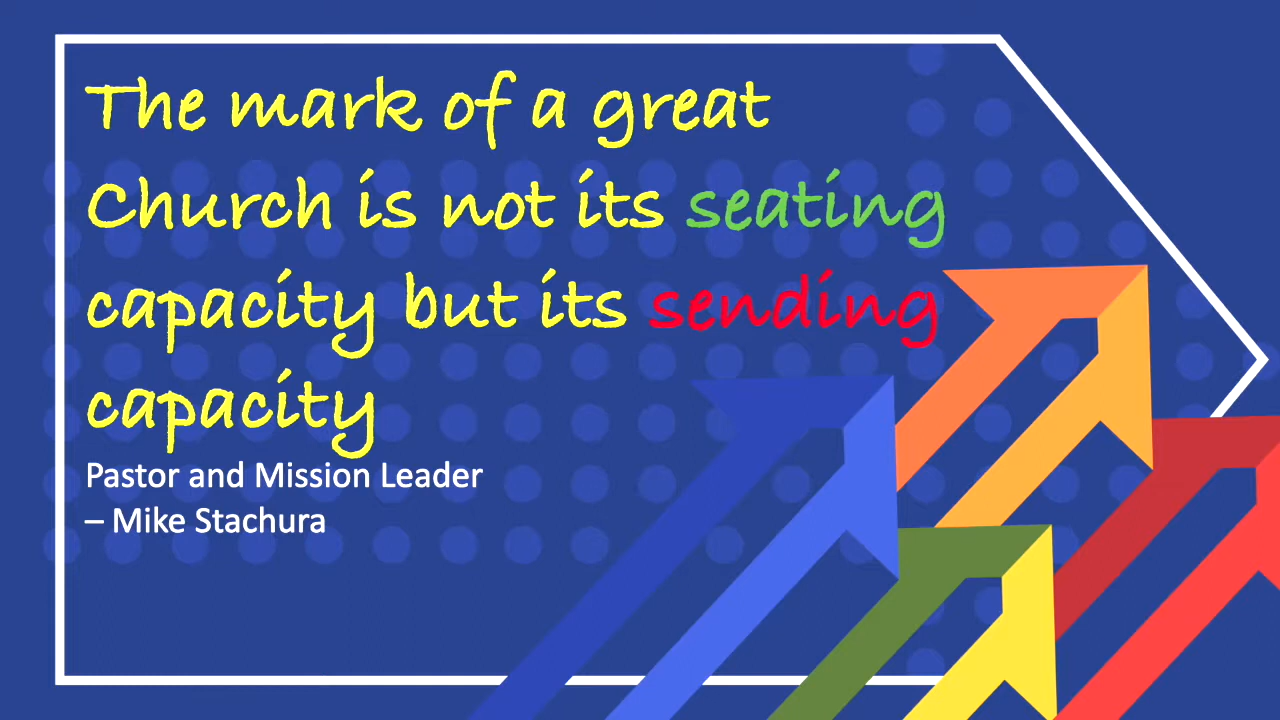 The mark of a great
Church is not its seating
capacity but its sending
capacity
Pastor and Mission Leader
– Mike Stachura